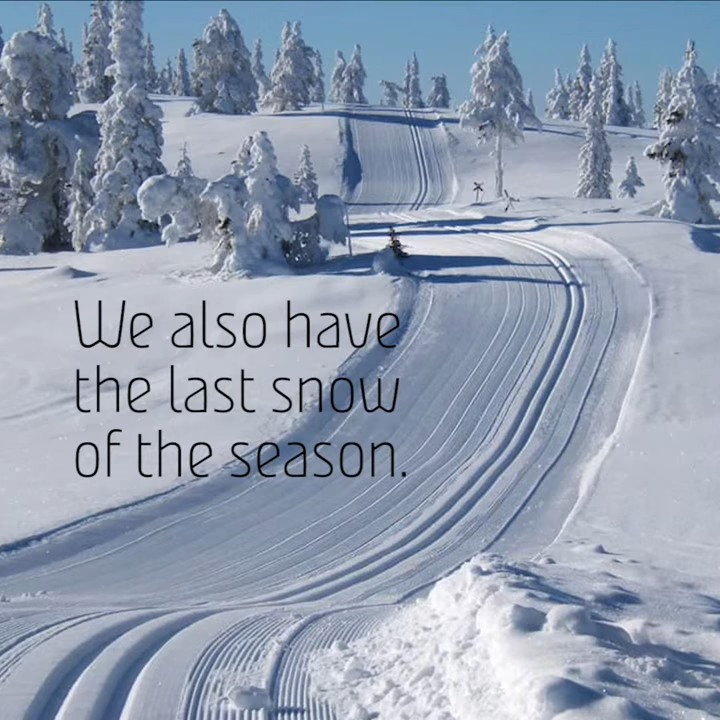 We also have
the last snow
of the season.